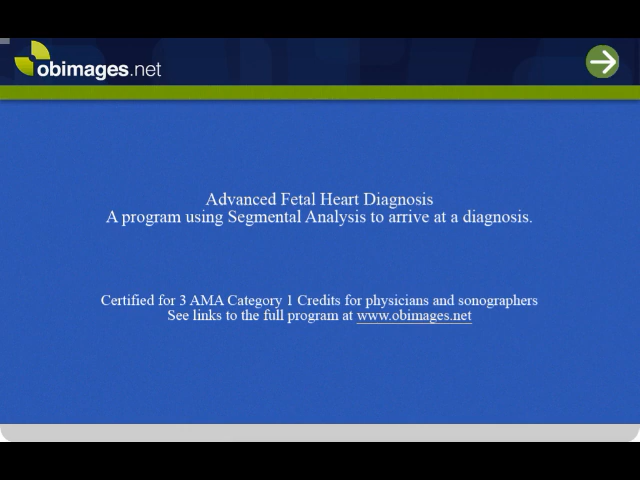 obimages.net
Advanced Fetal Heart Diagnosis
A program using Segmental Analysis to arrive at a diagnosis.
Certified for 3 AMA Category 1 Credits for physicians and sonographers
See links to the full program at www.obimages.net